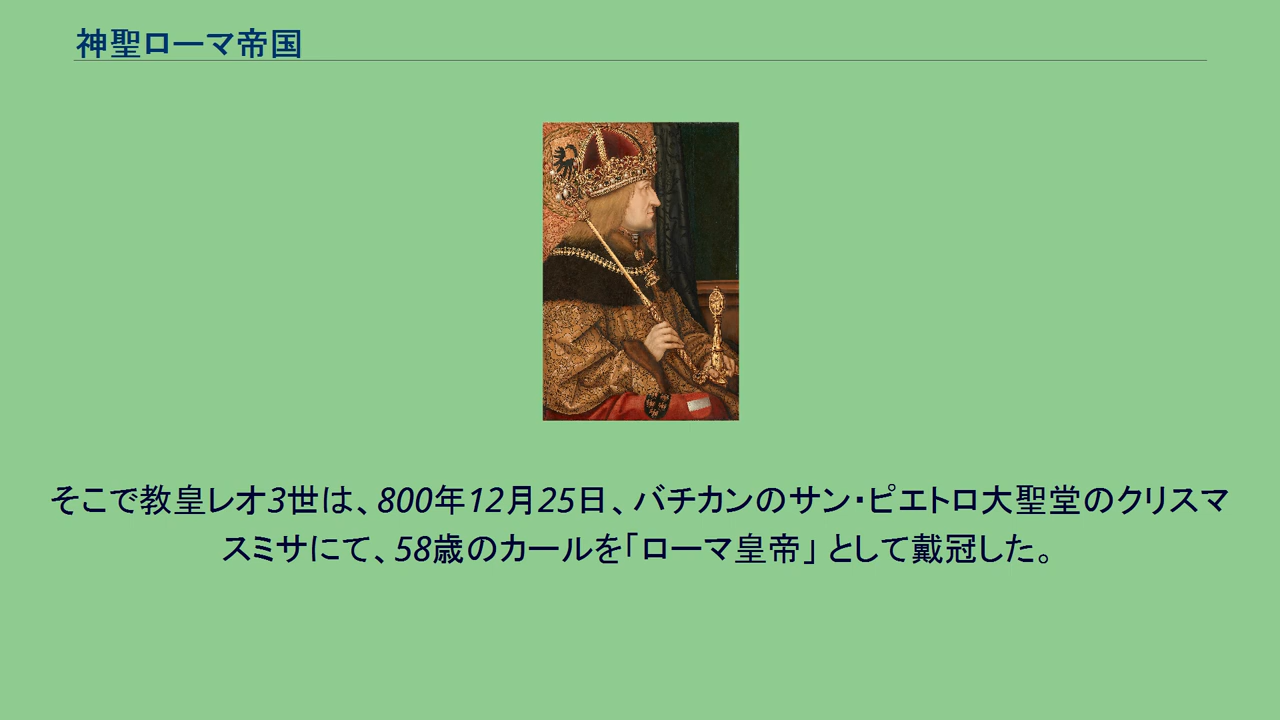 神聖ローマ帝国
そこで教皇レオ3世は、800年12月25日、バチカンのサン・ピエトロ大聖堂のクリスマ
スミサにて、58歳のカールを「ローマ皇帝」として戴冠した。